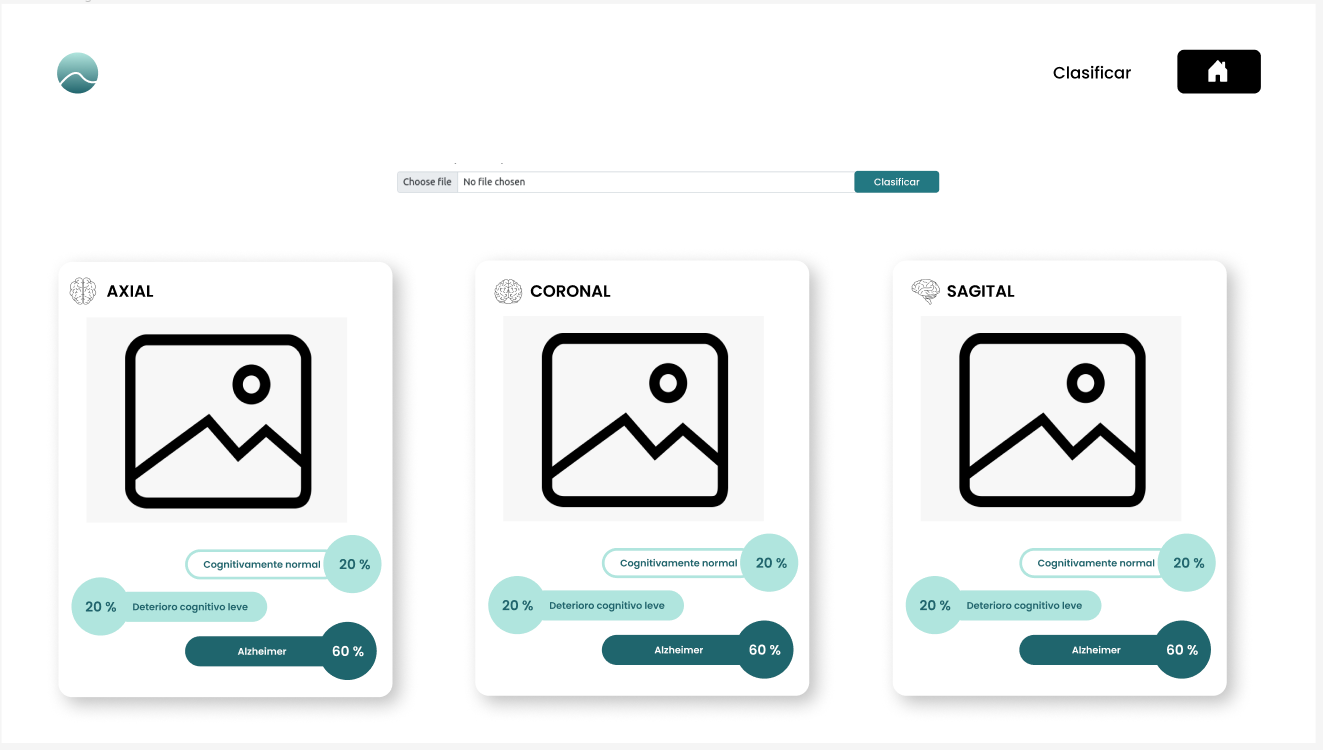 Clasificar
Choose file No file chosen Clasificar
AXIAL
Cognitivamente normal 20 %
20 % Deterioro cognitivo leve
Alzheimer 60 %
CORONAL
Cognitivamente normal 20 %
20 % Deterioro cognitivo leve
Alzheimer 60 %
SAGITAL
Cognitivamente normal 20 %
20 % Deterioro cognitivo leve
Alzheimer 60 %